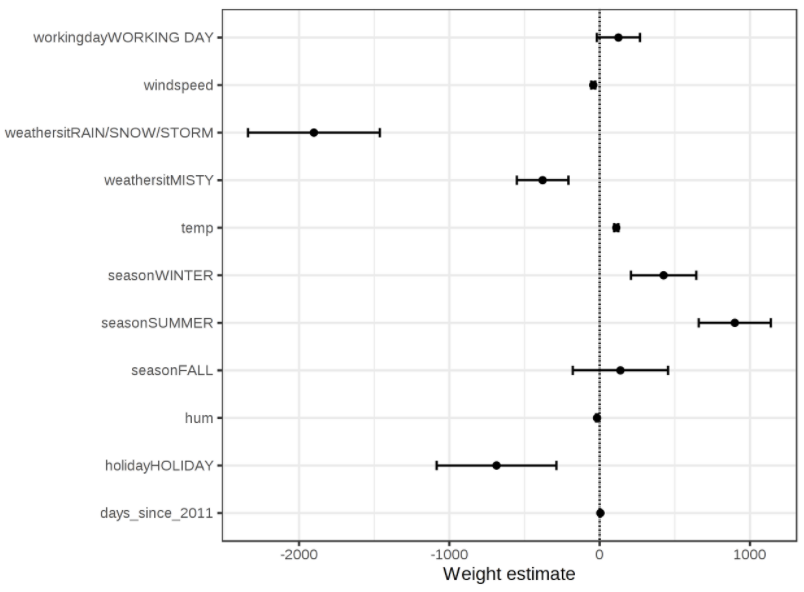 workingdayWORKING DAY
windspeed
weathersitRAIN/SNOW/STORM
weathersitMISTY
temp
seasonWINTER
seasonSUMMER
seasonFALL
hum
holidayHOLIDAY
days_since_2011
-2000 -1000 0 1000
Weight estimate